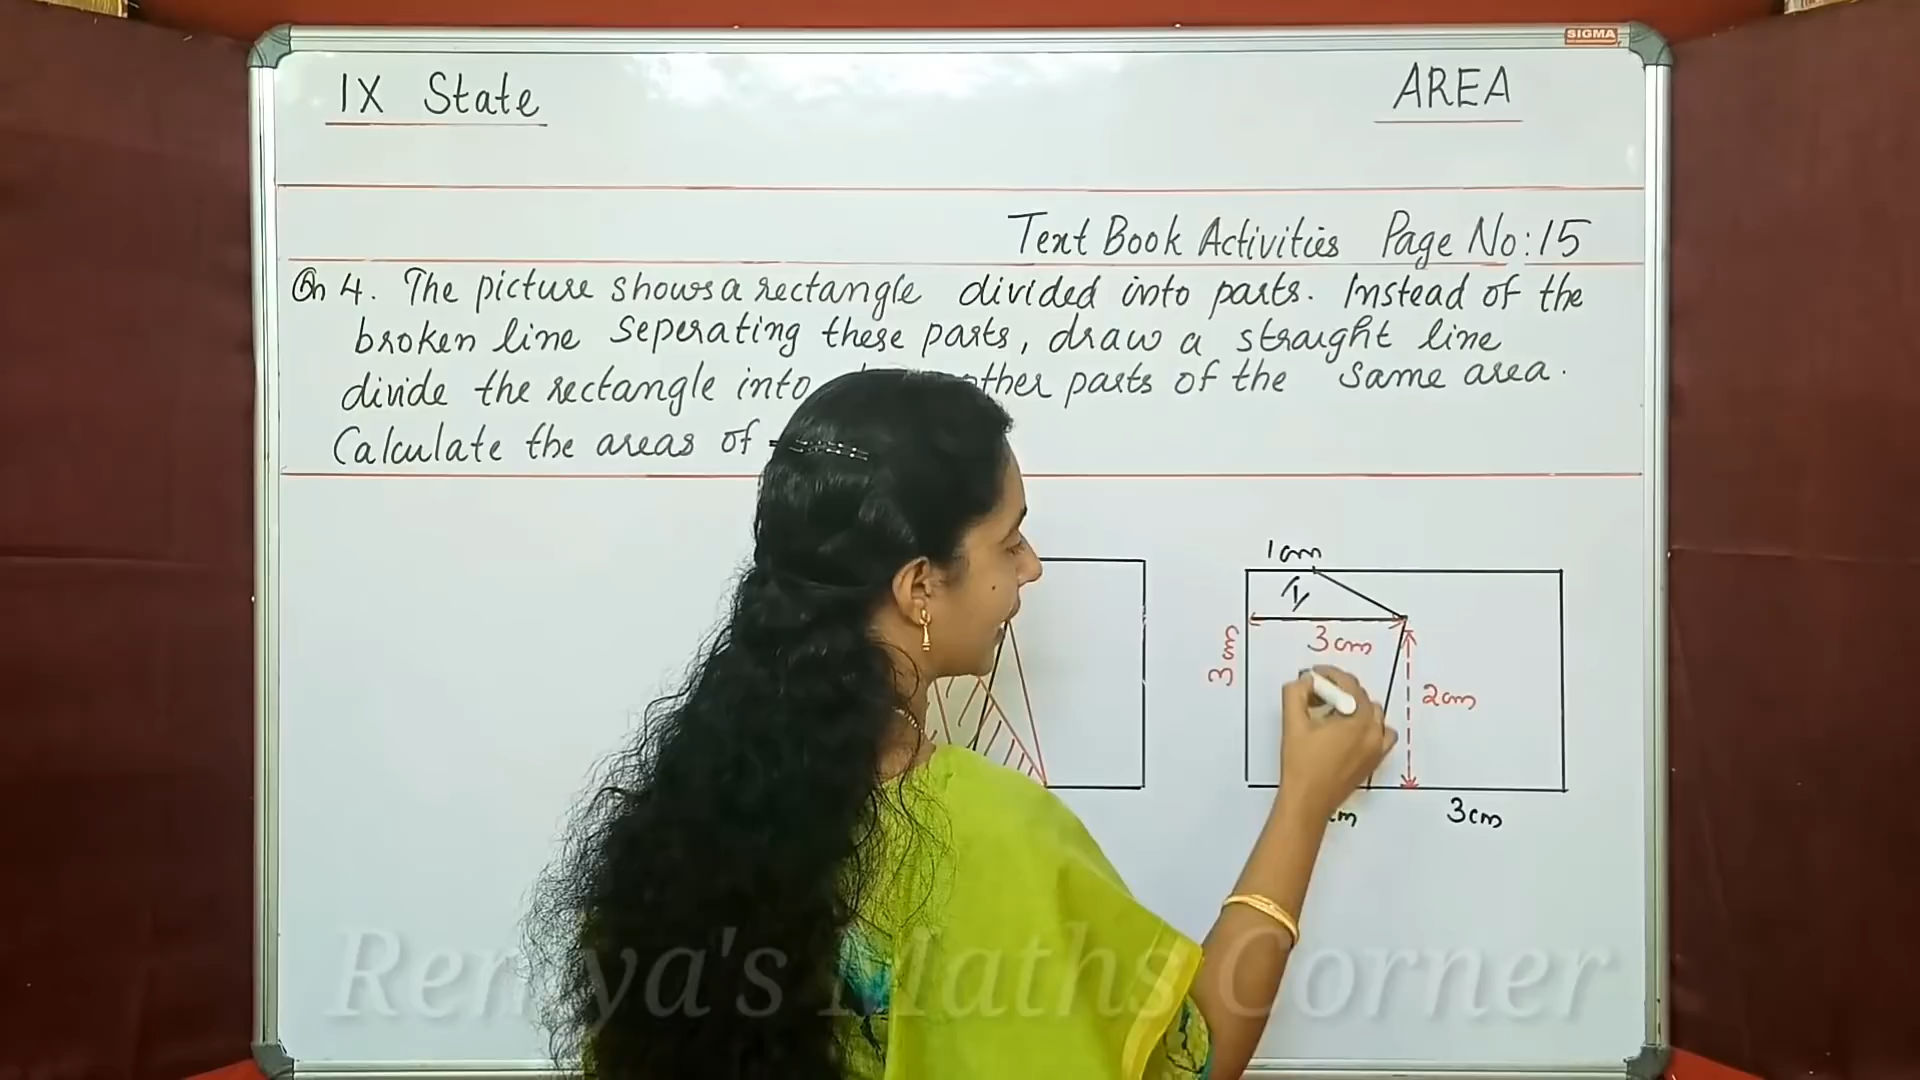 SIGMA
IX State
AREA
Text Book Activities Page No:15
Qn 4. The picture shows a rectangle divided into parts. Instead of the
broken line seperating these parts, draw a straight line
divide the rectangle into other parts of the same area.
Calculate the areas of
1cm
1
3cm
3cm
2cm
cm
3cm
Remya's Maths Corner